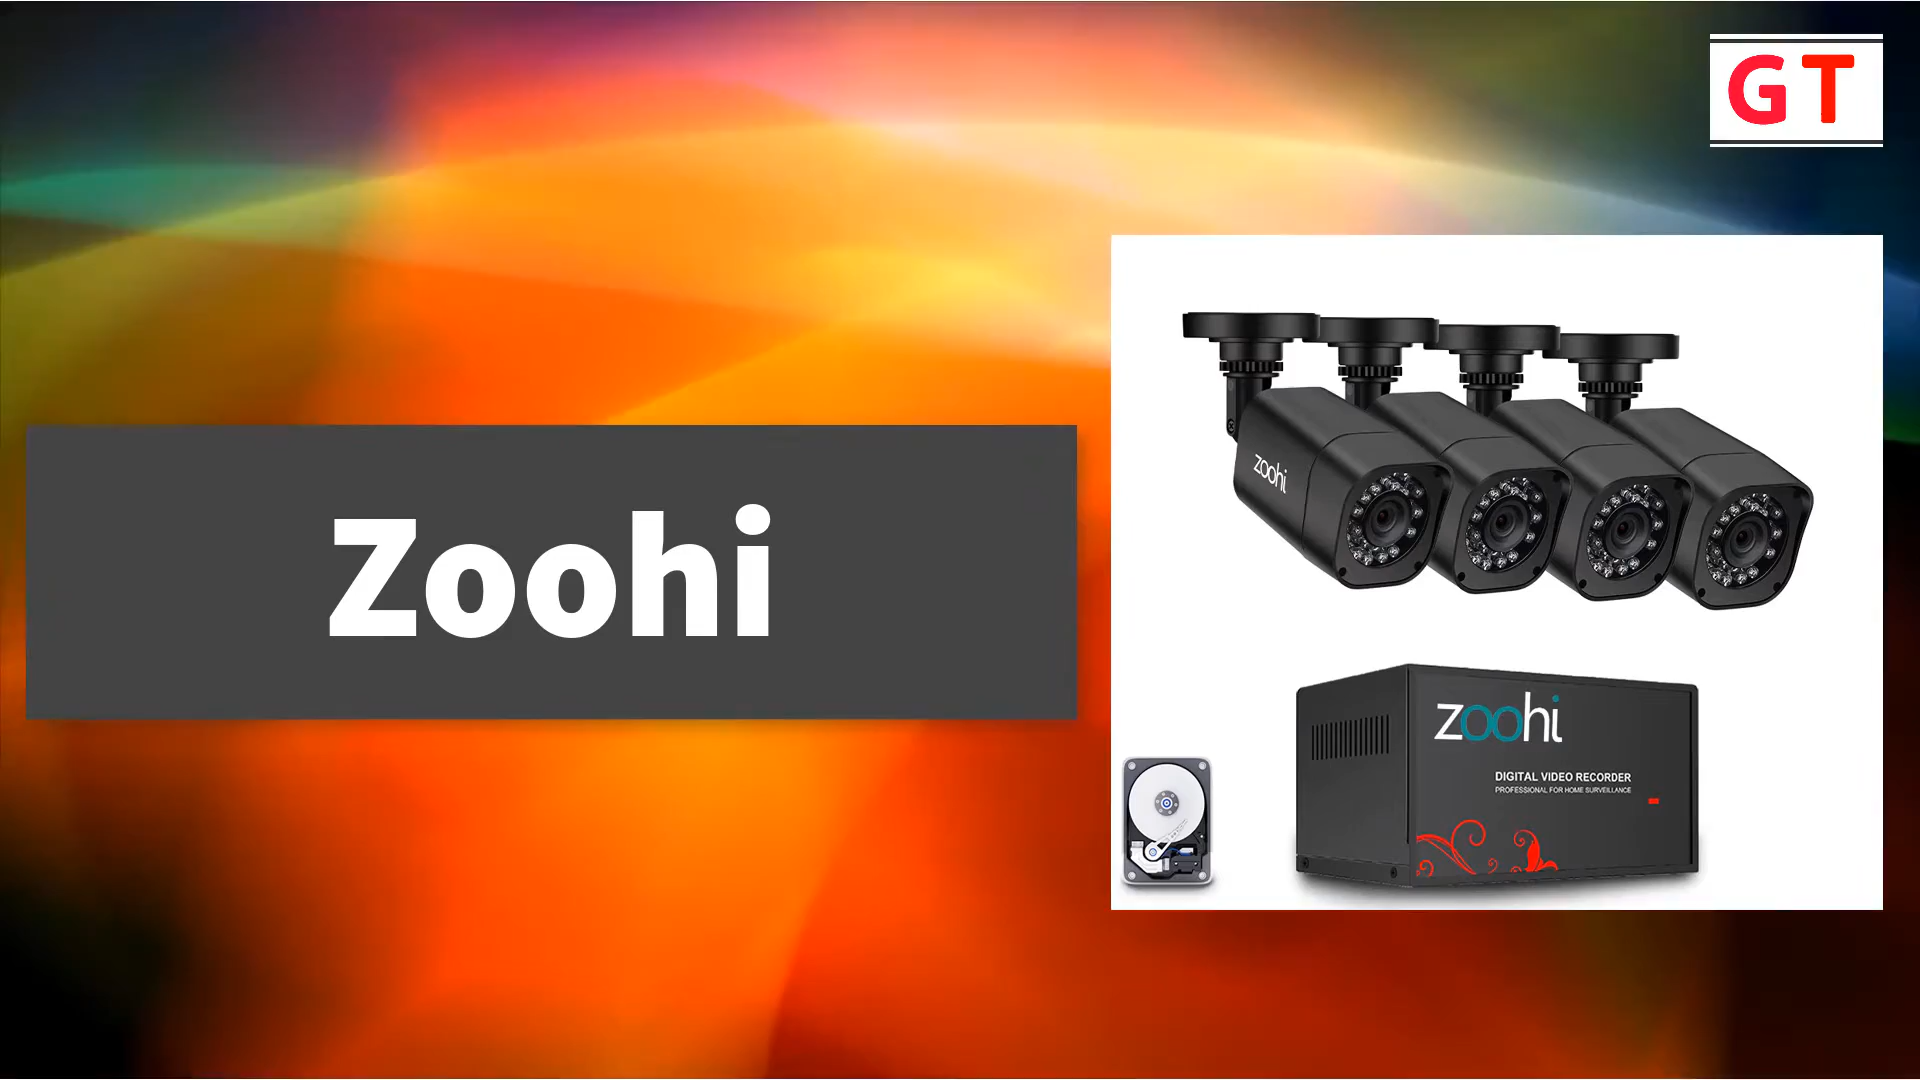 GT
Zoohi
zoohi
zoohi
DIGITAL VIDEO RECORDER
PROFESSIONAL FOR HOME SURVEILLANCE